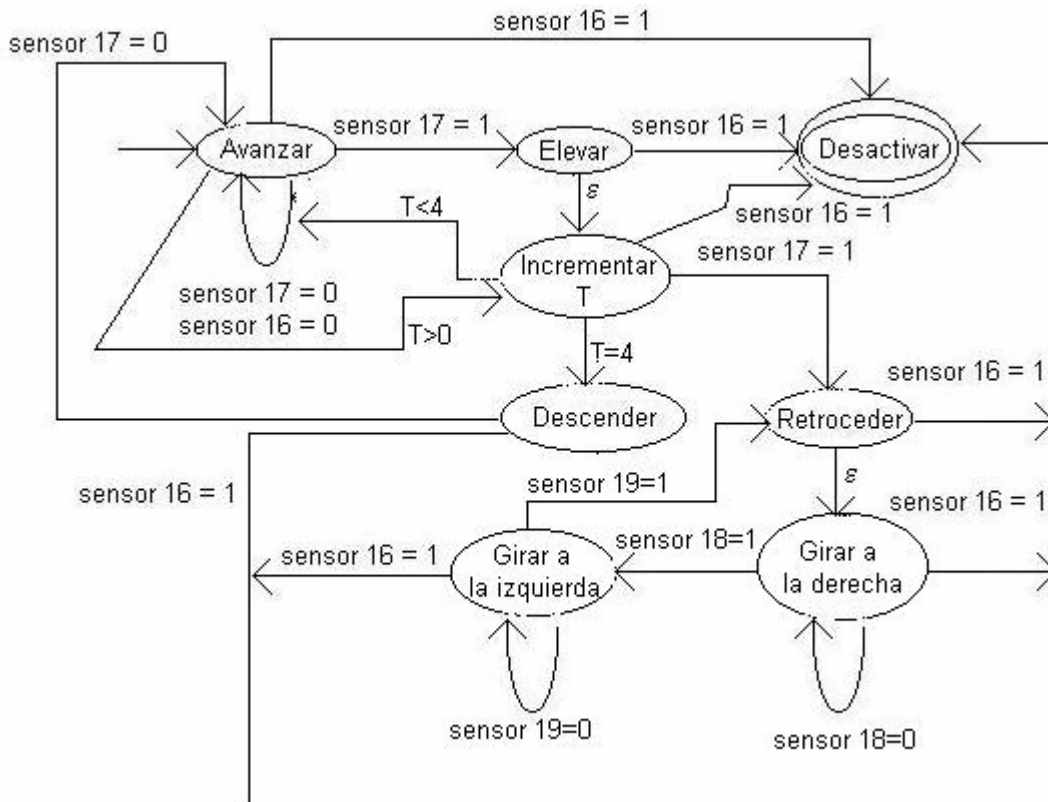 sensor 16 = 1
sensor 17 = 0
sensor 17 = 1
sensor 16 = 1
Avanzar
Elevar
Desactivar
ε
T<4
sensor 16 = 1
sensor 17 = 1
Incrementar
T
sensor 17 = 0
sensor 16 = 0
T>0
T=4
sensor 16 = 1
Descender
Retroceder
sensor 16 = 1
sensor 19=1
ε
sensor 16 = 1
sensor 16 = 1
Girar a
la izquierda
sensor 18=1
Girar a
la derecha
sensor 19=0
sensor 18=0